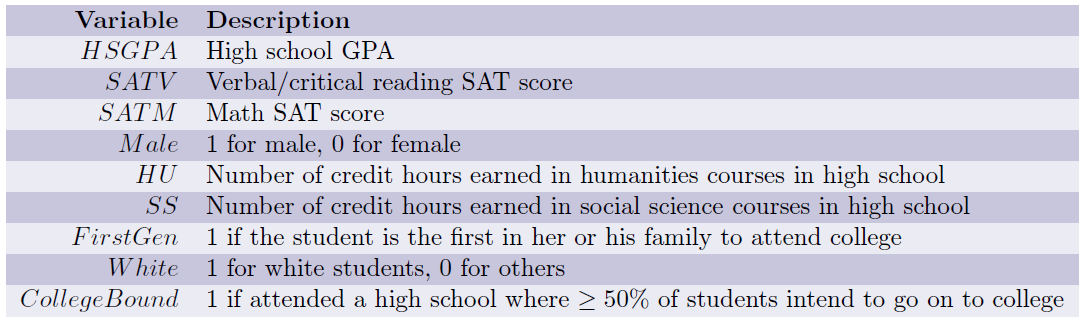 Variable Description
HSGPA High school GPA
SATV Verbal/critical reading SAT score
SATM Math SAT score
Male 1 for male, 0 for female
HU Number of credit hours earned in humanities courses in high school
SS Number of credit hours earned in social science courses in high school
FirstGen 1 if the student is the first in her or his family to attend college
White 1 for white students, 0 for others
CollegeBound 1 if attended a high school where ≥ 50% of students intend to go on to college